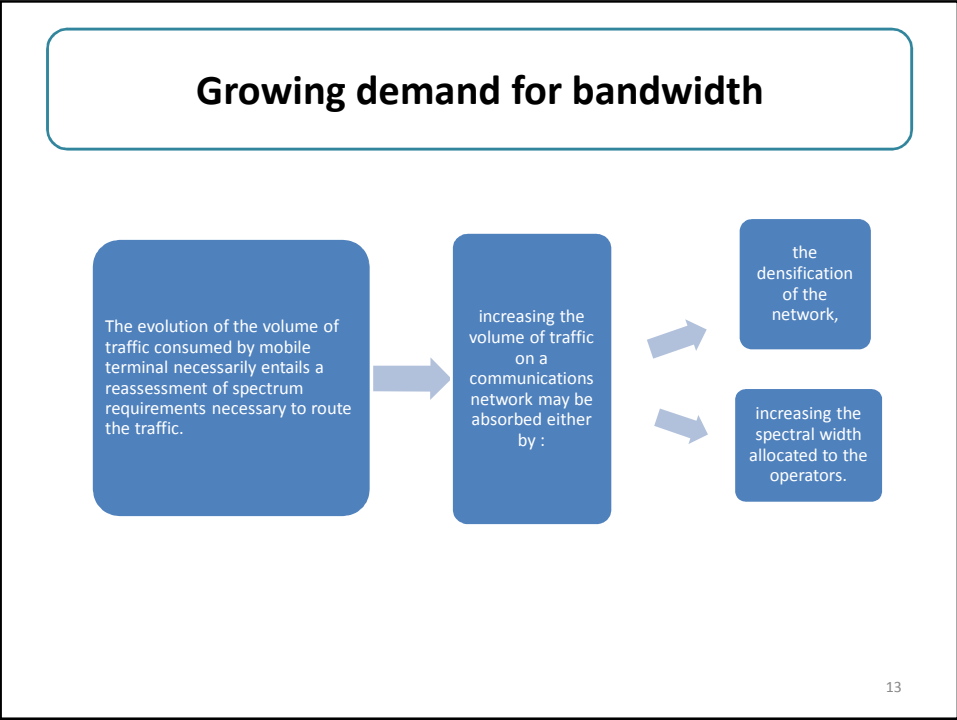 Growing demand for bandwidth
The evolution of the volume of
traffic consumed by mobile
terminal necessarily entails a
reassessment of spectrum
requirements necessary to route
the traffic.
increasing the
volume of traffic
on a
communications
network may be
absorbed either
by :
the
densification
of the
network,
increasing the
spectral width
allocated to the
operators.
13